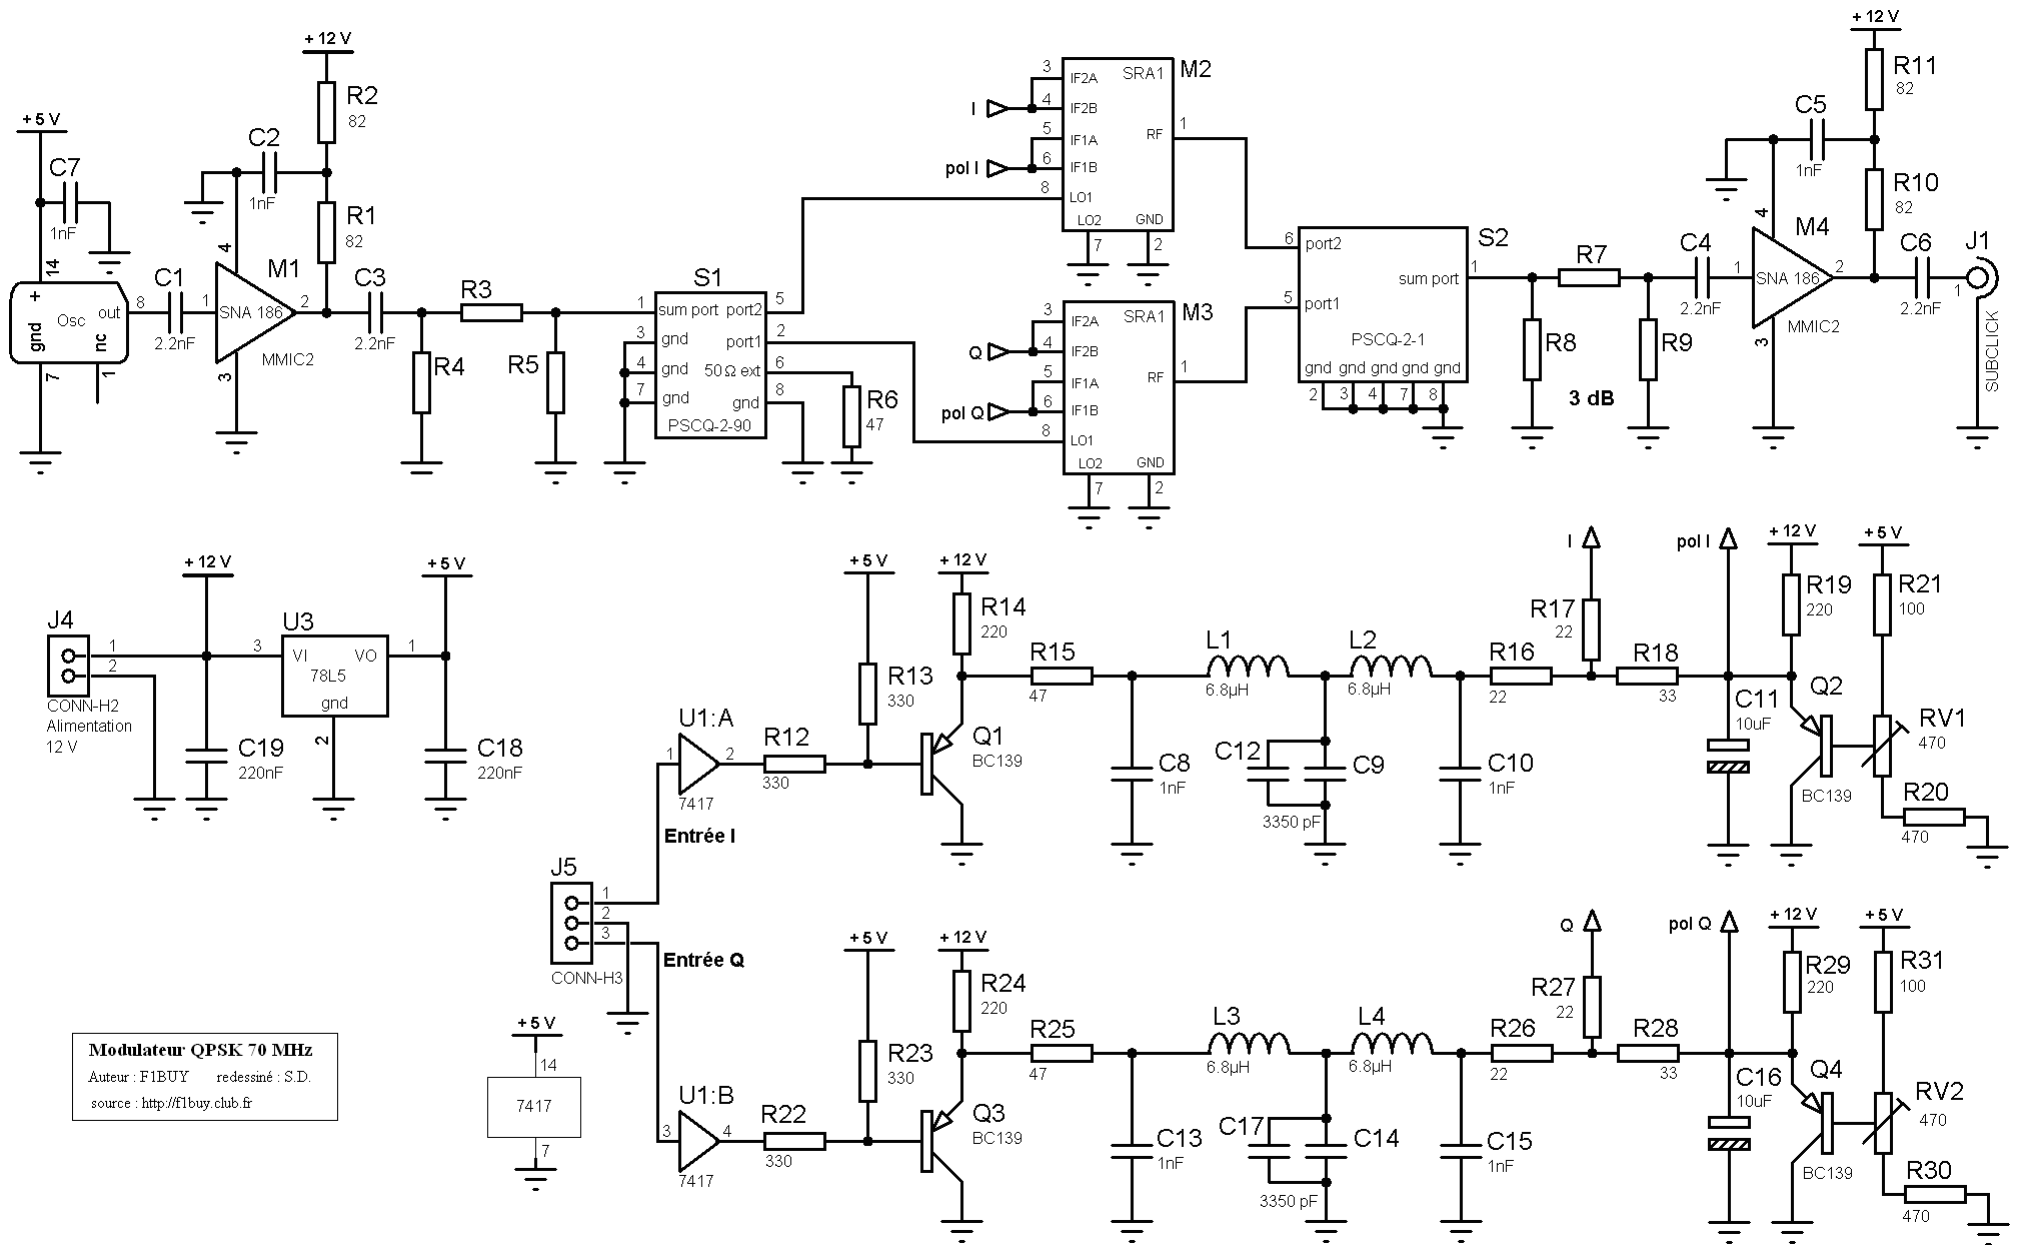 + 12 V
R2
82
+ 5 V
C7
1nF
C2
1nF
R1
82
14
+
Osc
out
gnd
nc
8
7
1
C1
2.2nF
1
4
M1
SNA 186
2
MMIC2
3
C3
2.2nF
R3
R4
R5
S1
1
sum port
port2
5
3
gnd
port1
2
4
gnd
50Ω ext
6
7
gnd
gnd
8
PSCQ-2-90
R6
47
M2
SRA1
3
IF2A
I
4
IF2B
5
IF1A
RF
1
pol I
6
IF1B
8
LO1
LO2
GND
7
2
M3
SRA1
3
IF2A
Q
4
IF2B
5
IF1A
RF
1
pol Q
6
IF1B
8
LO1
LO2
GND
7
2
S2
6
port2
sum port
1
5
port1
PSCQ-2-1
gnd gnd gnd gnd gnd
2 3 4 7 8
R7
R8
R9
3 dB
C4
2.2nF
+ 12 V
R11
82
C5
1nF
R10
82
4
M4
1
SNA 186
2
MMIC2
3
C6
2.2nF
J1
1
SUBCLICK
+ 12 V
+ 5 V
J4
1
2
CONN-H2
Alimentation
12 V
U3
3
VI
VO
1
78L5
gnd
2
C19
220nF
C18
220nF
+ 5 V
+ 12 V
R14
220
R13
330
U1:A
1
2
7417
R12
330
Q1
BC139
R15
47
C8
1nF
L1
6.8µH
L2
6.8µH
C12
C9
3350 pF
C10
1nF
R16
22
I
R17
22
R18
33
pol I
C11
10uF
+ 12 V
R19
220
+ 5 V
R21
100
Q2
BC139
RV1
470
R20
470
Entrée I
J5
1
2
3
CONN-H3
Entrée Q
+ 5 V
+ 12 V
R24
220
R23
330
U1:B
3
4
7417
R22
330
Q3
BC139
R25
47
C13
1nF
L3
6.8µH
L4
6.8µH
C17
C14
3350 pF
C15
1nF
R26
22
Q
R27
22
R28
33
pol Q
C16
10uF
+ 12 V
R29
220
+ 5 V
R31
100
Q4
BC139
RV2
470
R30
470
+ 5 V
14
7417
7
Modulateur QPSK 70 MHz
Auteur : F1BUY redessiné : S.D.
source : http://f1buy.club.fr